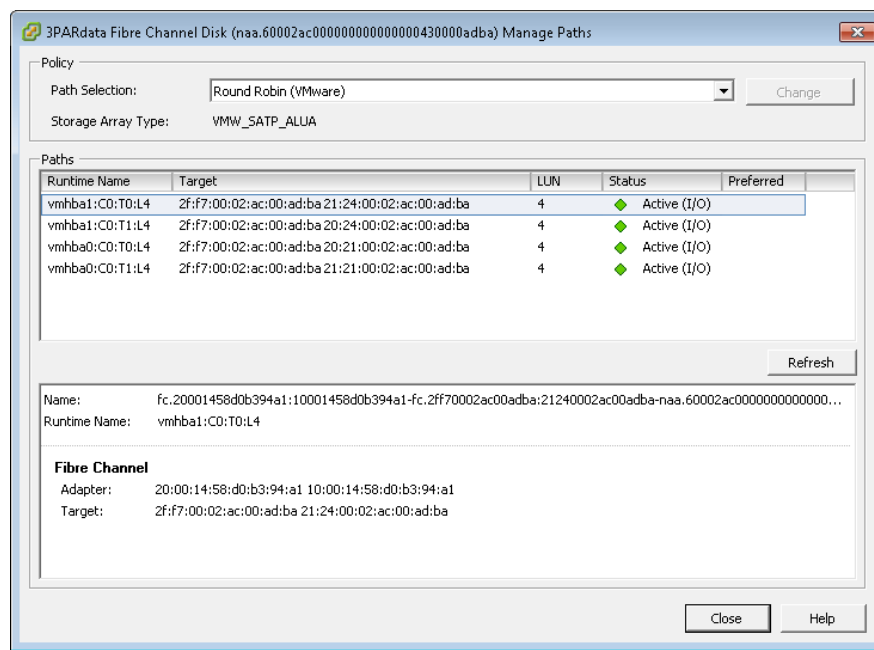 3PARdata Fibre Channel Disk (naa.60002ac0000000000000000430000adba) Manage Paths
Policy
Path Selection: Round Robin (VMware) Change
Storage Array Type: VMW_SATP_ALUA
Paths
Runtime Name Target LUN Status Preferred
vmhba1:C0:T0:L4 2f:f7:00:02:ac:00:ad:ba 21:24:00:02:ac:00:ad:ba 4 Active (I/O)
vmhba1:C0:T1:L4 2f:f7:00:02:ac:00:ad:ba 20:24:00:02:ac:00:ad:ba 4 Active (I/O)
vmhba0:C0:T0:L4 2f:f7:00:02:ac:00:ad:ba 20:21:00:02:ac:00:ad:ba 4 Active (I/O)
vmhba0:C0:T1:L4 2f:f7:00:02:ac:00:ad:ba 21:21:00:02:ac:00:ad:ba 4 Active (I/O)
Refresh
Name: fc.20001458d0b394a1:10001458d0b394a1-fc.2ff70002ac00adba:21240002ac00adba-naa.60002ac0000000000000...
Runtime Name: vmhba1:C0:T0:L4
Fibre Channel
Adapter: 20:00:14:58:d0:b3:94:a1 10:00:14:58:d0:b3:94:a1
Target: 2f:f7:00:02:ac:00:ad:ba 21:24:00:02:ac:00:ad:ba
Close Help